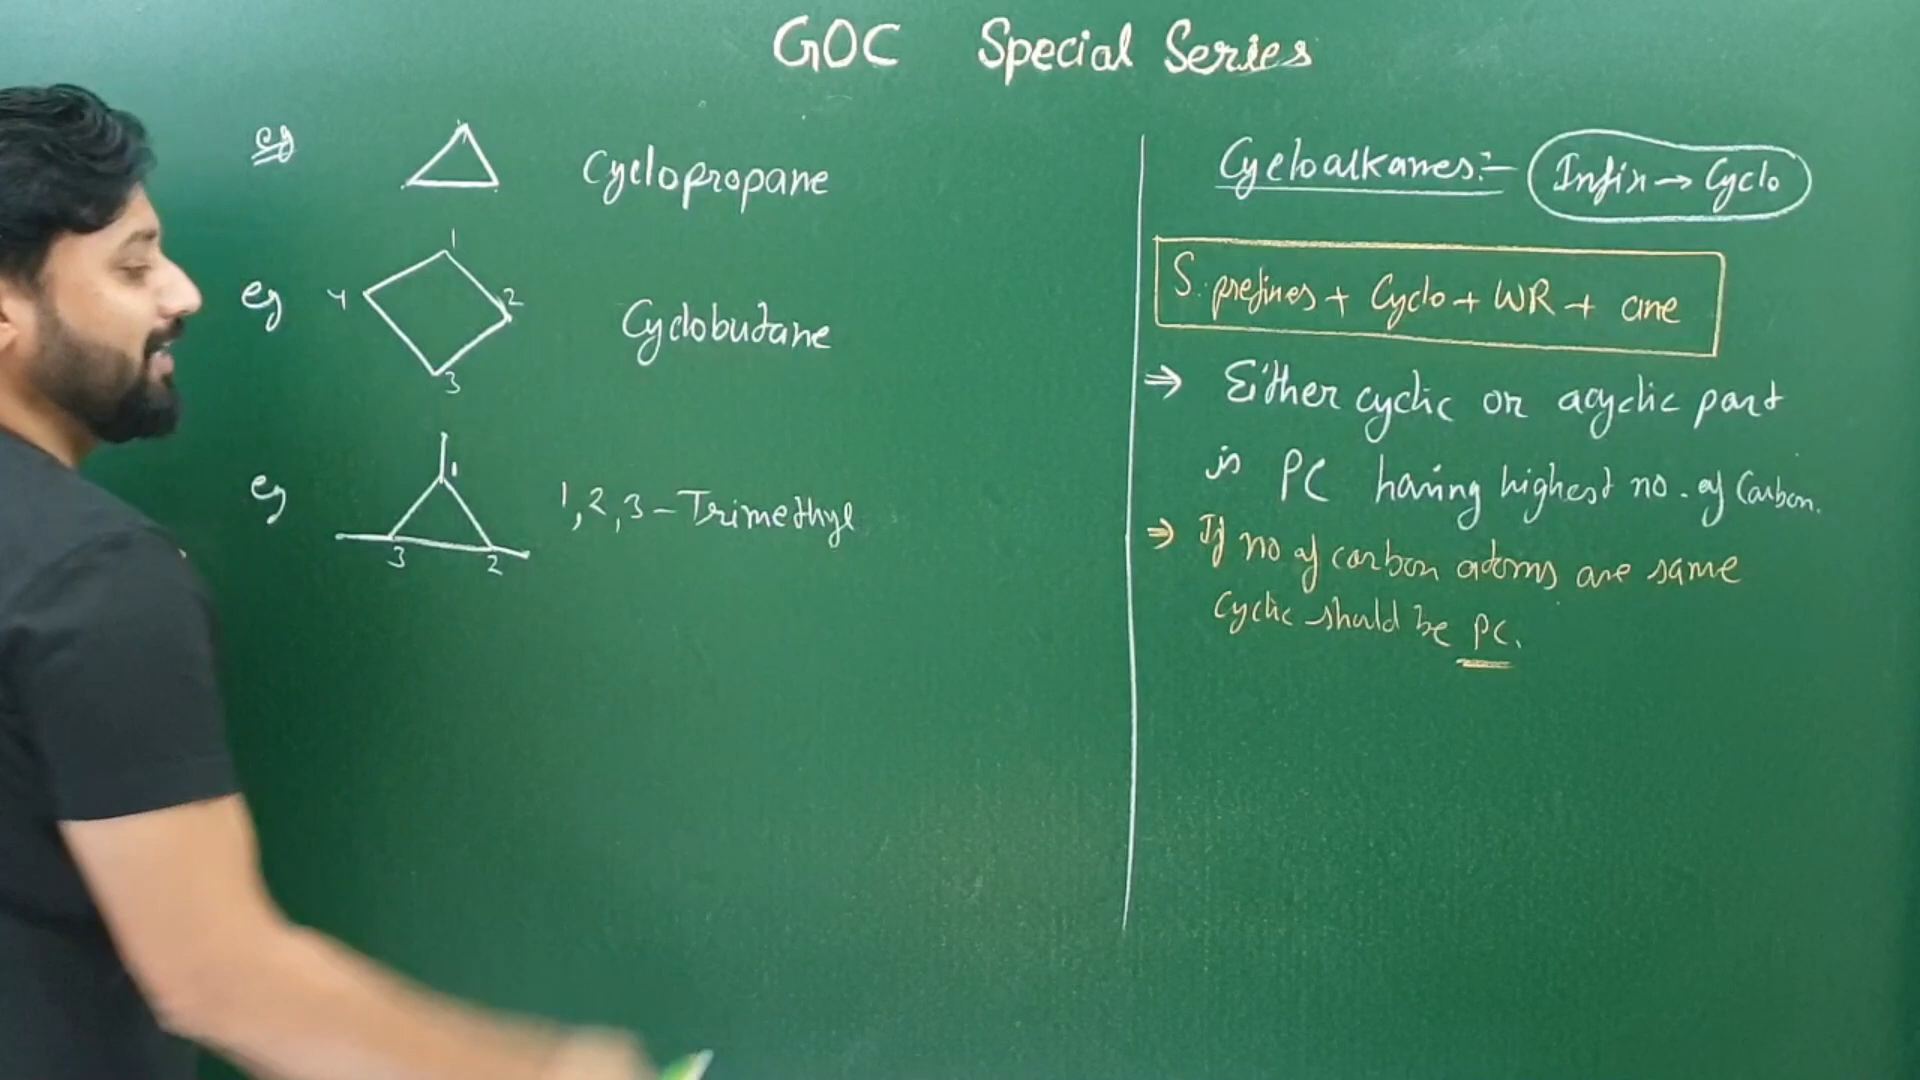 GOC Special Series
eg Cyclopropane
eg 1 2 3 4 Cyclobutane
eg 1 2 3 1,2,3-Trimethyl
Cycloalkanes:- Infix → Cyclo
S. prefixes + Cyclo + WR + ane
⇒ Either cyclic or acyclic part
is PC having highest no. of Carbon.
⇒ If no of carbon atoms are same
Cyclic should be PC.